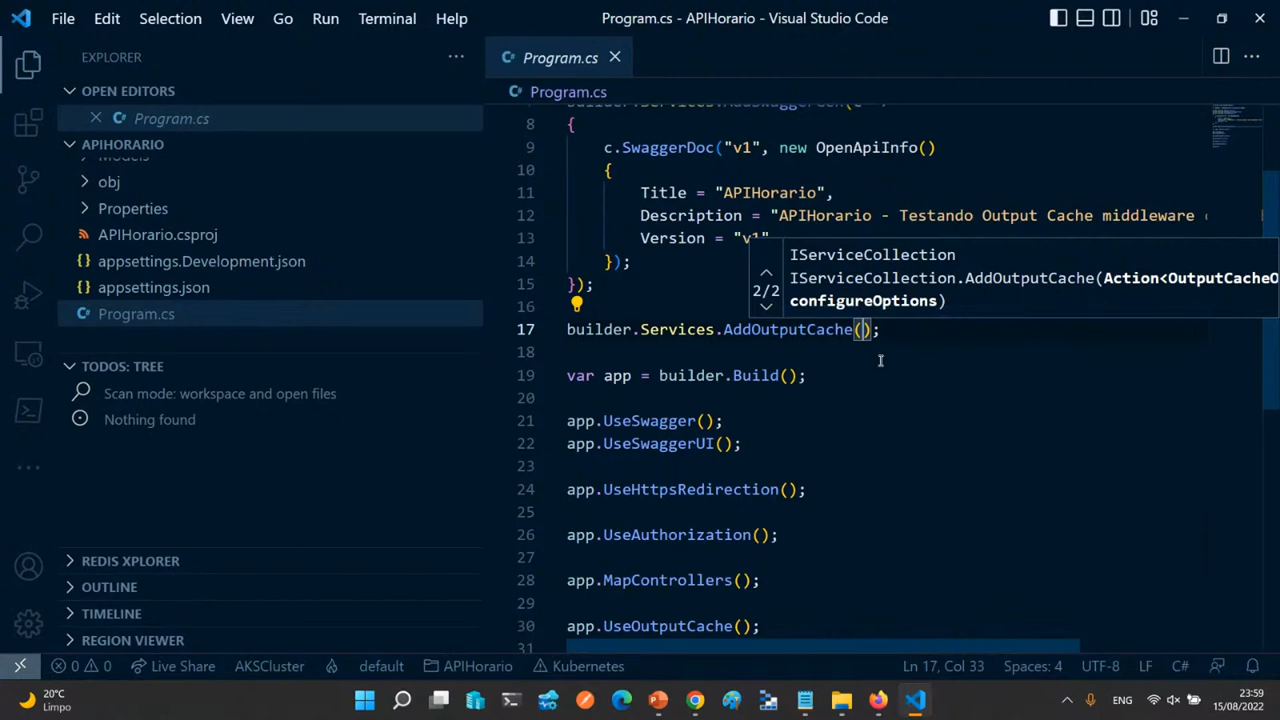 File Edit Selection View Go Run Terminal Help Program.cs - APIHorario - Visual Studio Code
EXPLORER
OPEN EDITORS
Program.cs
APIHORARIO
Models
obj
Properties
APIHorario.csproj
appsettings.Development.json
appsettings.json
Program.cs
TODOS: TREE
Scan mode: workspace and open files
Nothing found
REDIS XPLORER
OUTLINE
TIMELINE
REGION VIEWER
C# Program.cs
C# Program.cs
builder.Services.AddSwaggerGen(c =>
8 {
9 c.SwaggerDoc("v1", new OpenApiInfo()
10 {
11 Title = "APIHorario",
12 Description = "APIHorario - Testando Output Cache middleware
13 Version = "v1"
14 });
15 });
16
17 builder.Services.AddOutputCache();
18
19 var app = builder.Build();
20
21 app.UseSwagger();
22 app.UseSwaggerUI();
24 app.UseHttpsRedirection();
26 app.UseAuthorization();
27
28 app.MapControllers();
29
30 app.UseOutputCache();
31
2/2
IServiceCollection
IServiceCollection.AddOutputCache(Action<OutputCacheO
configureOptions)
0 0 Live Share AKSCluster default APIHorario Kubernetes Ln 17, Col 33 Spaces: 4 UTF-8 LF C#
20°C
Limpo
ENG
23:59
15/08/2022